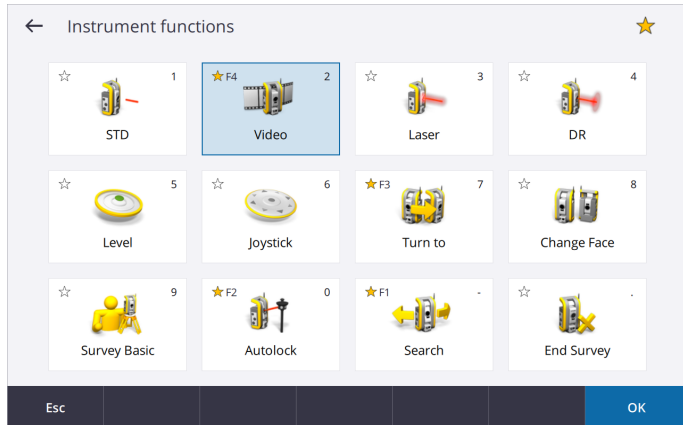 Instrument functions
1
STD
F4 2
Video
3
Laser
4
DR
5
Level
6
Joystick
F3 7
Turn to
8
Change Face
9
Survey Basic
F2 0
Autolock
F1 -
Search
.
End Survey
Esc
OK